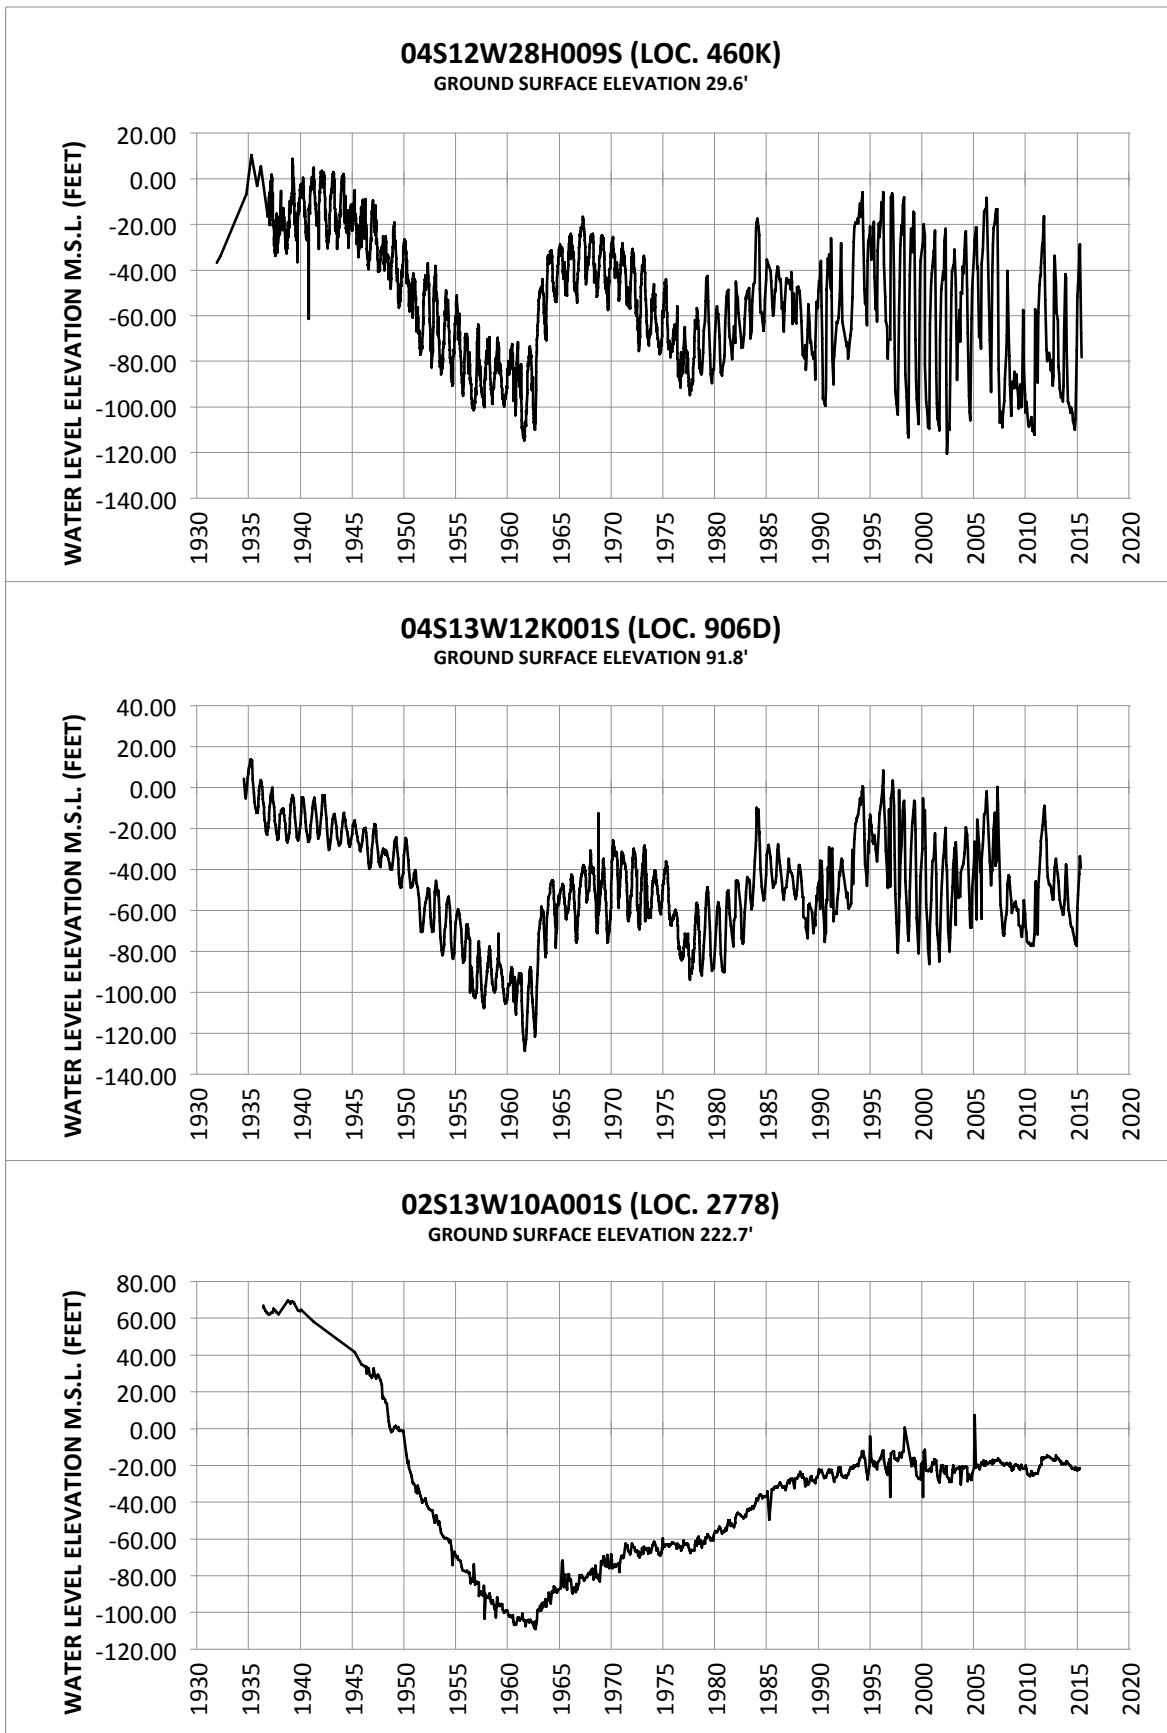 04S12W28H009S (LOC. 460K)
GROUND SURFACE ELEVATION 29.6'
WATER LEVEL ELEVATION M.S.L. (FEET)
20.00
0.00
-20.00
-40.00
-60.00
-80.00
-100.00
-120.00
-140.00
1930 1935 1940 1945 1950 1955 1960 1965 1970 1975 1980 1985 1990 1995 2000 2005 2010 2015 2020
04S13W12K001S (LOC. 906D)
GROUND SURFACE ELEVATION 91.8'
WATER LEVEL ELEVATION M.S.L. (FEET)
40.00
20.00
0.00
-20.00
-40.00
-60.00
-80.00
-100.00
-120.00
-140.00
1930 1935 1940 1945 1950 1955 1960 1965 1970 1975 1980 1985 1990 1995 2000 2005 2010 2015 2020
02S13W10A001S (LOC. 2778)
GROUND SURFACE ELEVATION 222.7'
WATER LEVEL ELEVATION M.S.L. (FEET)
80.00
60.00
40.00
20.00
0.00
-20.00
-40.00
-60.00
-80.00
-100.00
-120.00
1930 1935 1940 1945 1950 1955 1960 1965 1970 1975 1980 1985 1990 1995 2000 2005 2010 2015 2020